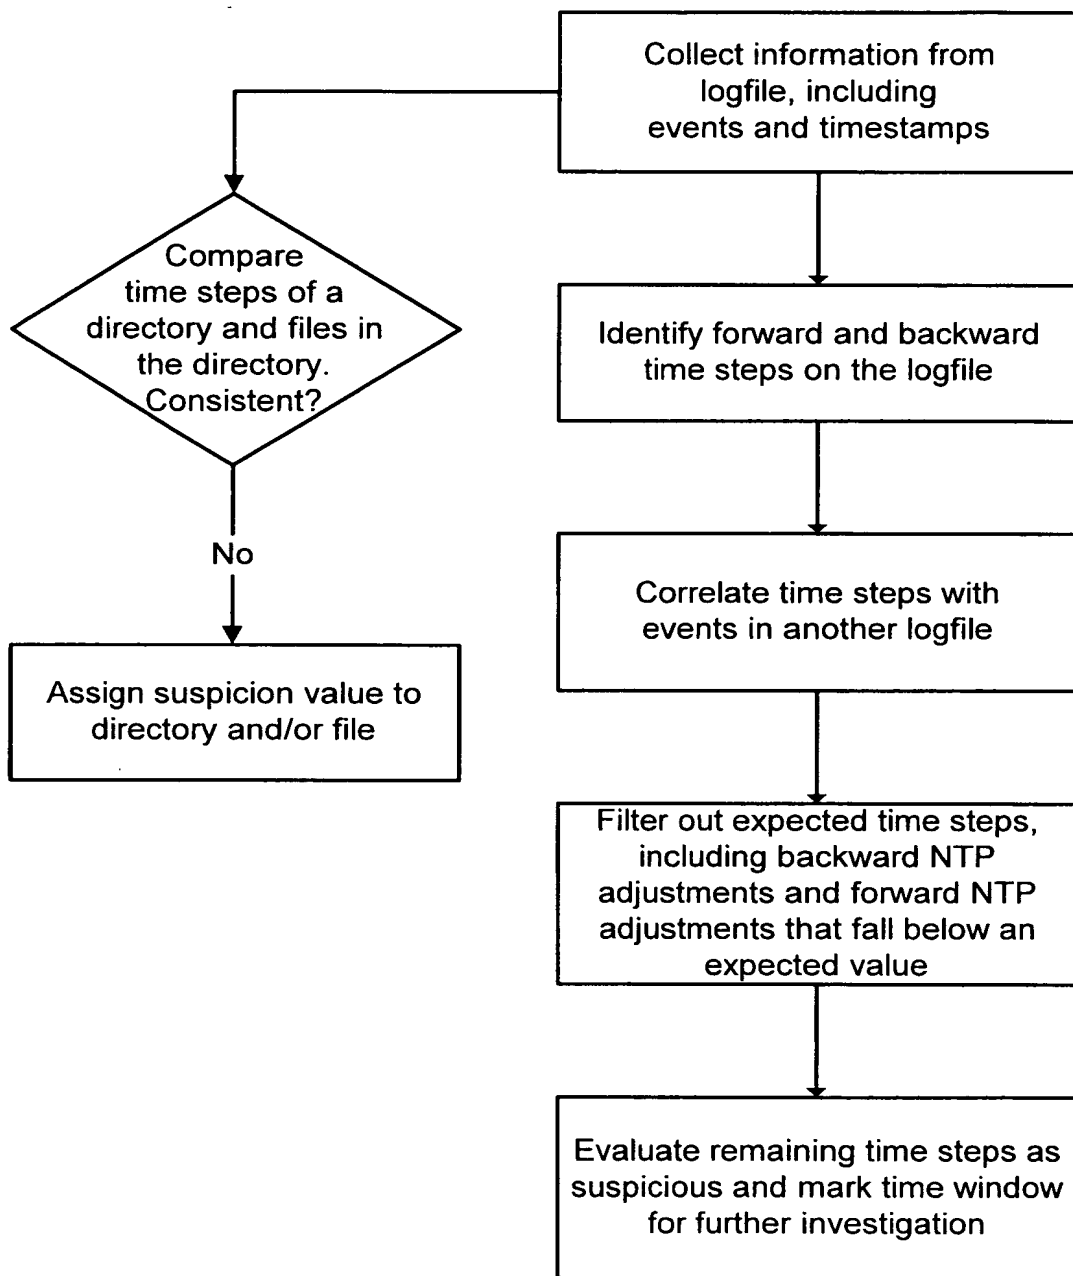 Collect information from
logfile, including
events and timestamps
Compare
time steps of a
directory and files in
the directory.
Consistent?
Identify forward and backward
time steps on the logfile
No
Correlate time steps with
events in another logfile
Assign suspicion value to
directory and/or file
Filter out expected time steps,
including backward NTP
adjustments and forward NTP
adjustments that fall below an
expected value
Evaluate remaining time steps as
suspicious and mark time window
for further investigation